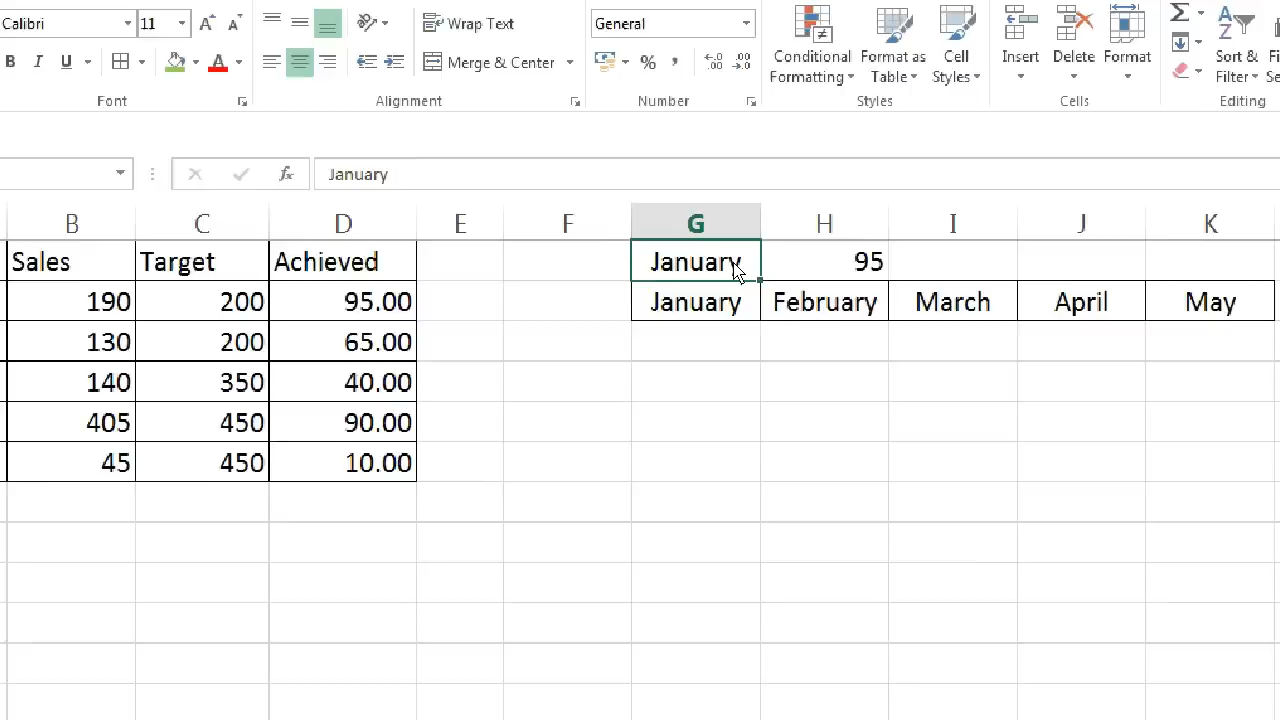 Calibri 11 Wrap Text General
B I U Merge & Center % , Conditional Formatting Format as Table Cell Styles Insert Delete Format Sort & Filter
Font Alignment Number Styles Cells Editing
fx January
B C D E F G H I J K
Sales Target Achieved January 95
190 200 95.00 January February March April May
130 200 65.00
140 350 40.00
405 450 90.00
45 450 10.00